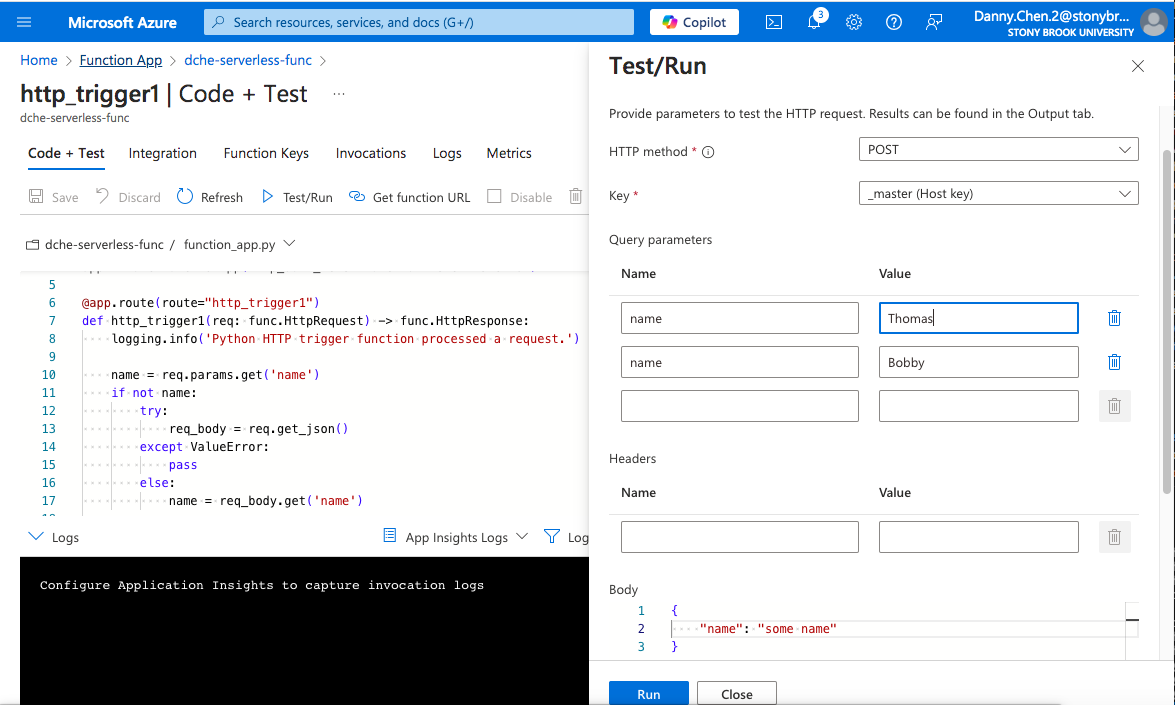 Microsoft Azure
Search resources, services, and docs (G+/)
Copilot
3
Danny.Chen.2@stonybr...
STONY BROOK UNIVERSITY
Home > Function App > dche-serverless-func >
http_trigger1 | Code + Test ...
dche-serverless-func
Code + Test Integration Function Keys Invocations Logs Metrics
Save Discard Refresh Test/Run Get function URL Disable
dche-serverless-func / function_app.py
5
6 @app.route(route="http_trigger1")
7 def http_trigger1(req: func.HttpRequest) -> func.HttpResponse:
8 logging.info('Python HTTP trigger function processed a request.')
9
10 name = req.params.get('name')
11 if not name:
12 try:
13 req_body = req.get_json()
14 except ValueError:
15 pass
16 else:
17 name = req_body.get('name')
Logs App Insights Logs Log
Configure Application Insights to capture invocation logs
Test/Run
Provide parameters to test the HTTP request. Results can be found in the Output tab.
HTTP method * POST
Key * _master (Host key)
Query parameters
Name Value
name Thomas
name Bobby
Headers
Name Value
Body
1 {
2 "name": "some name"
3 }
Run Close